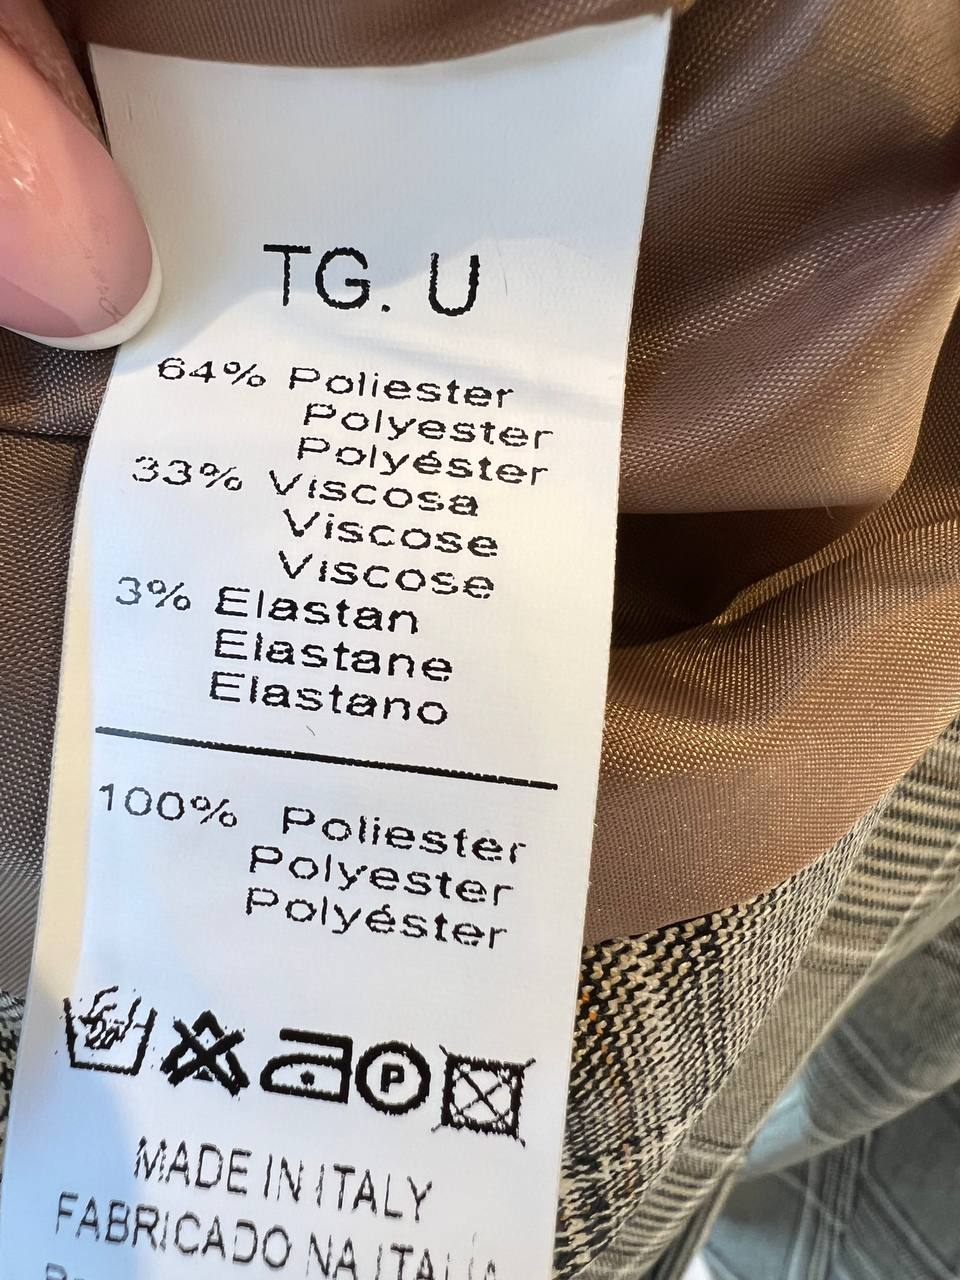 TG. U
64% Poliester
Polyester
Polyéster
33% Viscosa
Viscose
Viscose
3% Elastan
Elastane
Elastano
100% Poliester
Polyester
Polyéster
P
MADE IN ITALY
FABRICADO NA ITALIA